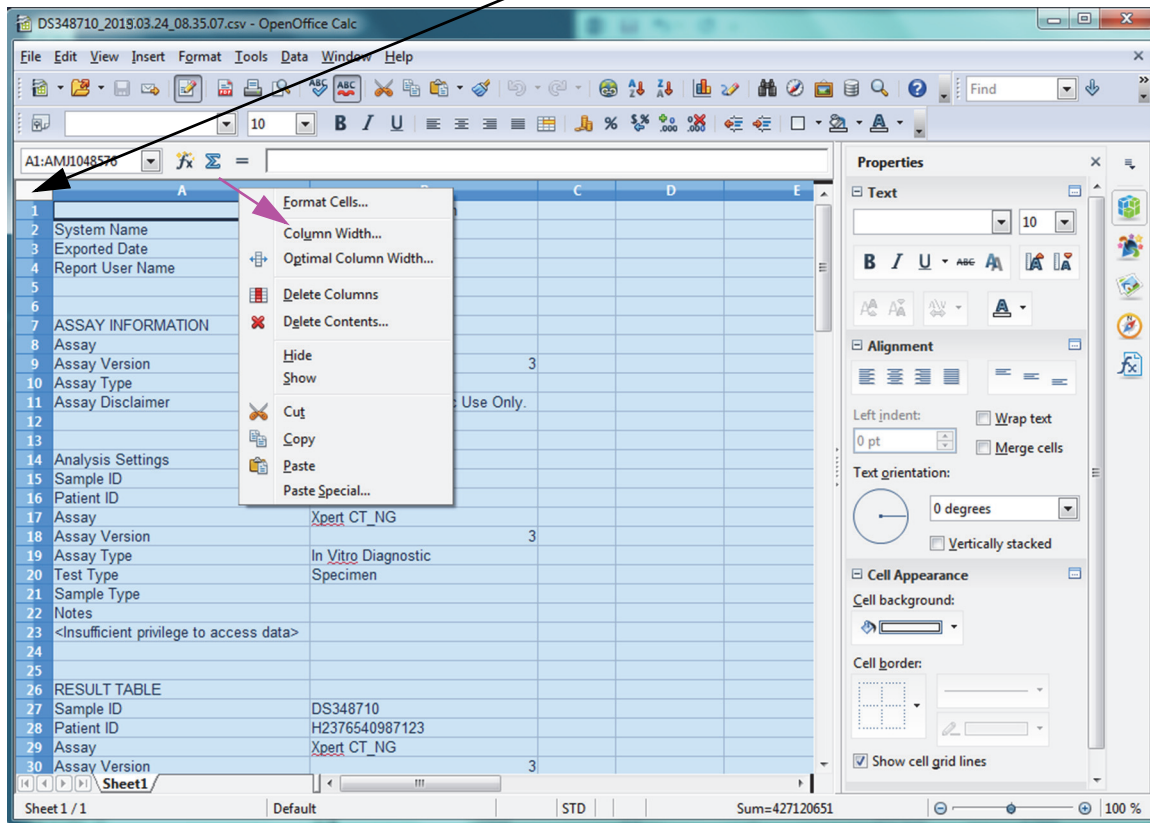 DS348710_2019.03.24_08.35.07.csv - OpenOffice Calc
File Edit View Insert Format Tools Data Window Help
Find
10
A1:AMJ1048576
A C D E
1
2 System Name
3 Exported Date
4 Report User Name
5
6
7 ASSAY INFORMATION
8 Assay
9 Assay Version 3
10 Assay Type
11 Assay Disclaimer Use Only.
12
13
14 Analysis Settings
15 Sample ID
16 Patient ID
17 Assay Xpert CT_NG
18 Assay Version 3
19 Assay Type In Vitro Diagnostic
20 Test Type Specimen
21 Sample Type
22 Notes
23 <Insufficient privilege to access data>
24
25
26 RESULT TABLE
27 Sample ID DS348710
28 Patient ID H2376540987123
29 Assay Xpert CT_NG
30 Assay Version 3
Format Cells...
Column Width...
Optimal Column Width...
Delete Columns
Delete Contents...
Hide
Show
Cut
Copy
Paste
Paste Special...
Properties
Text
10
Alignment
Left indent:
Wrap text
0 pt
Merge cells
Text orientation:
0 degrees
Vertically stacked
Cell Appearance
Cell background:
Cell border:
Show cell grid lines
Sheet1
Sheet 1 / 1 Default STD Sum=427120651 100 %